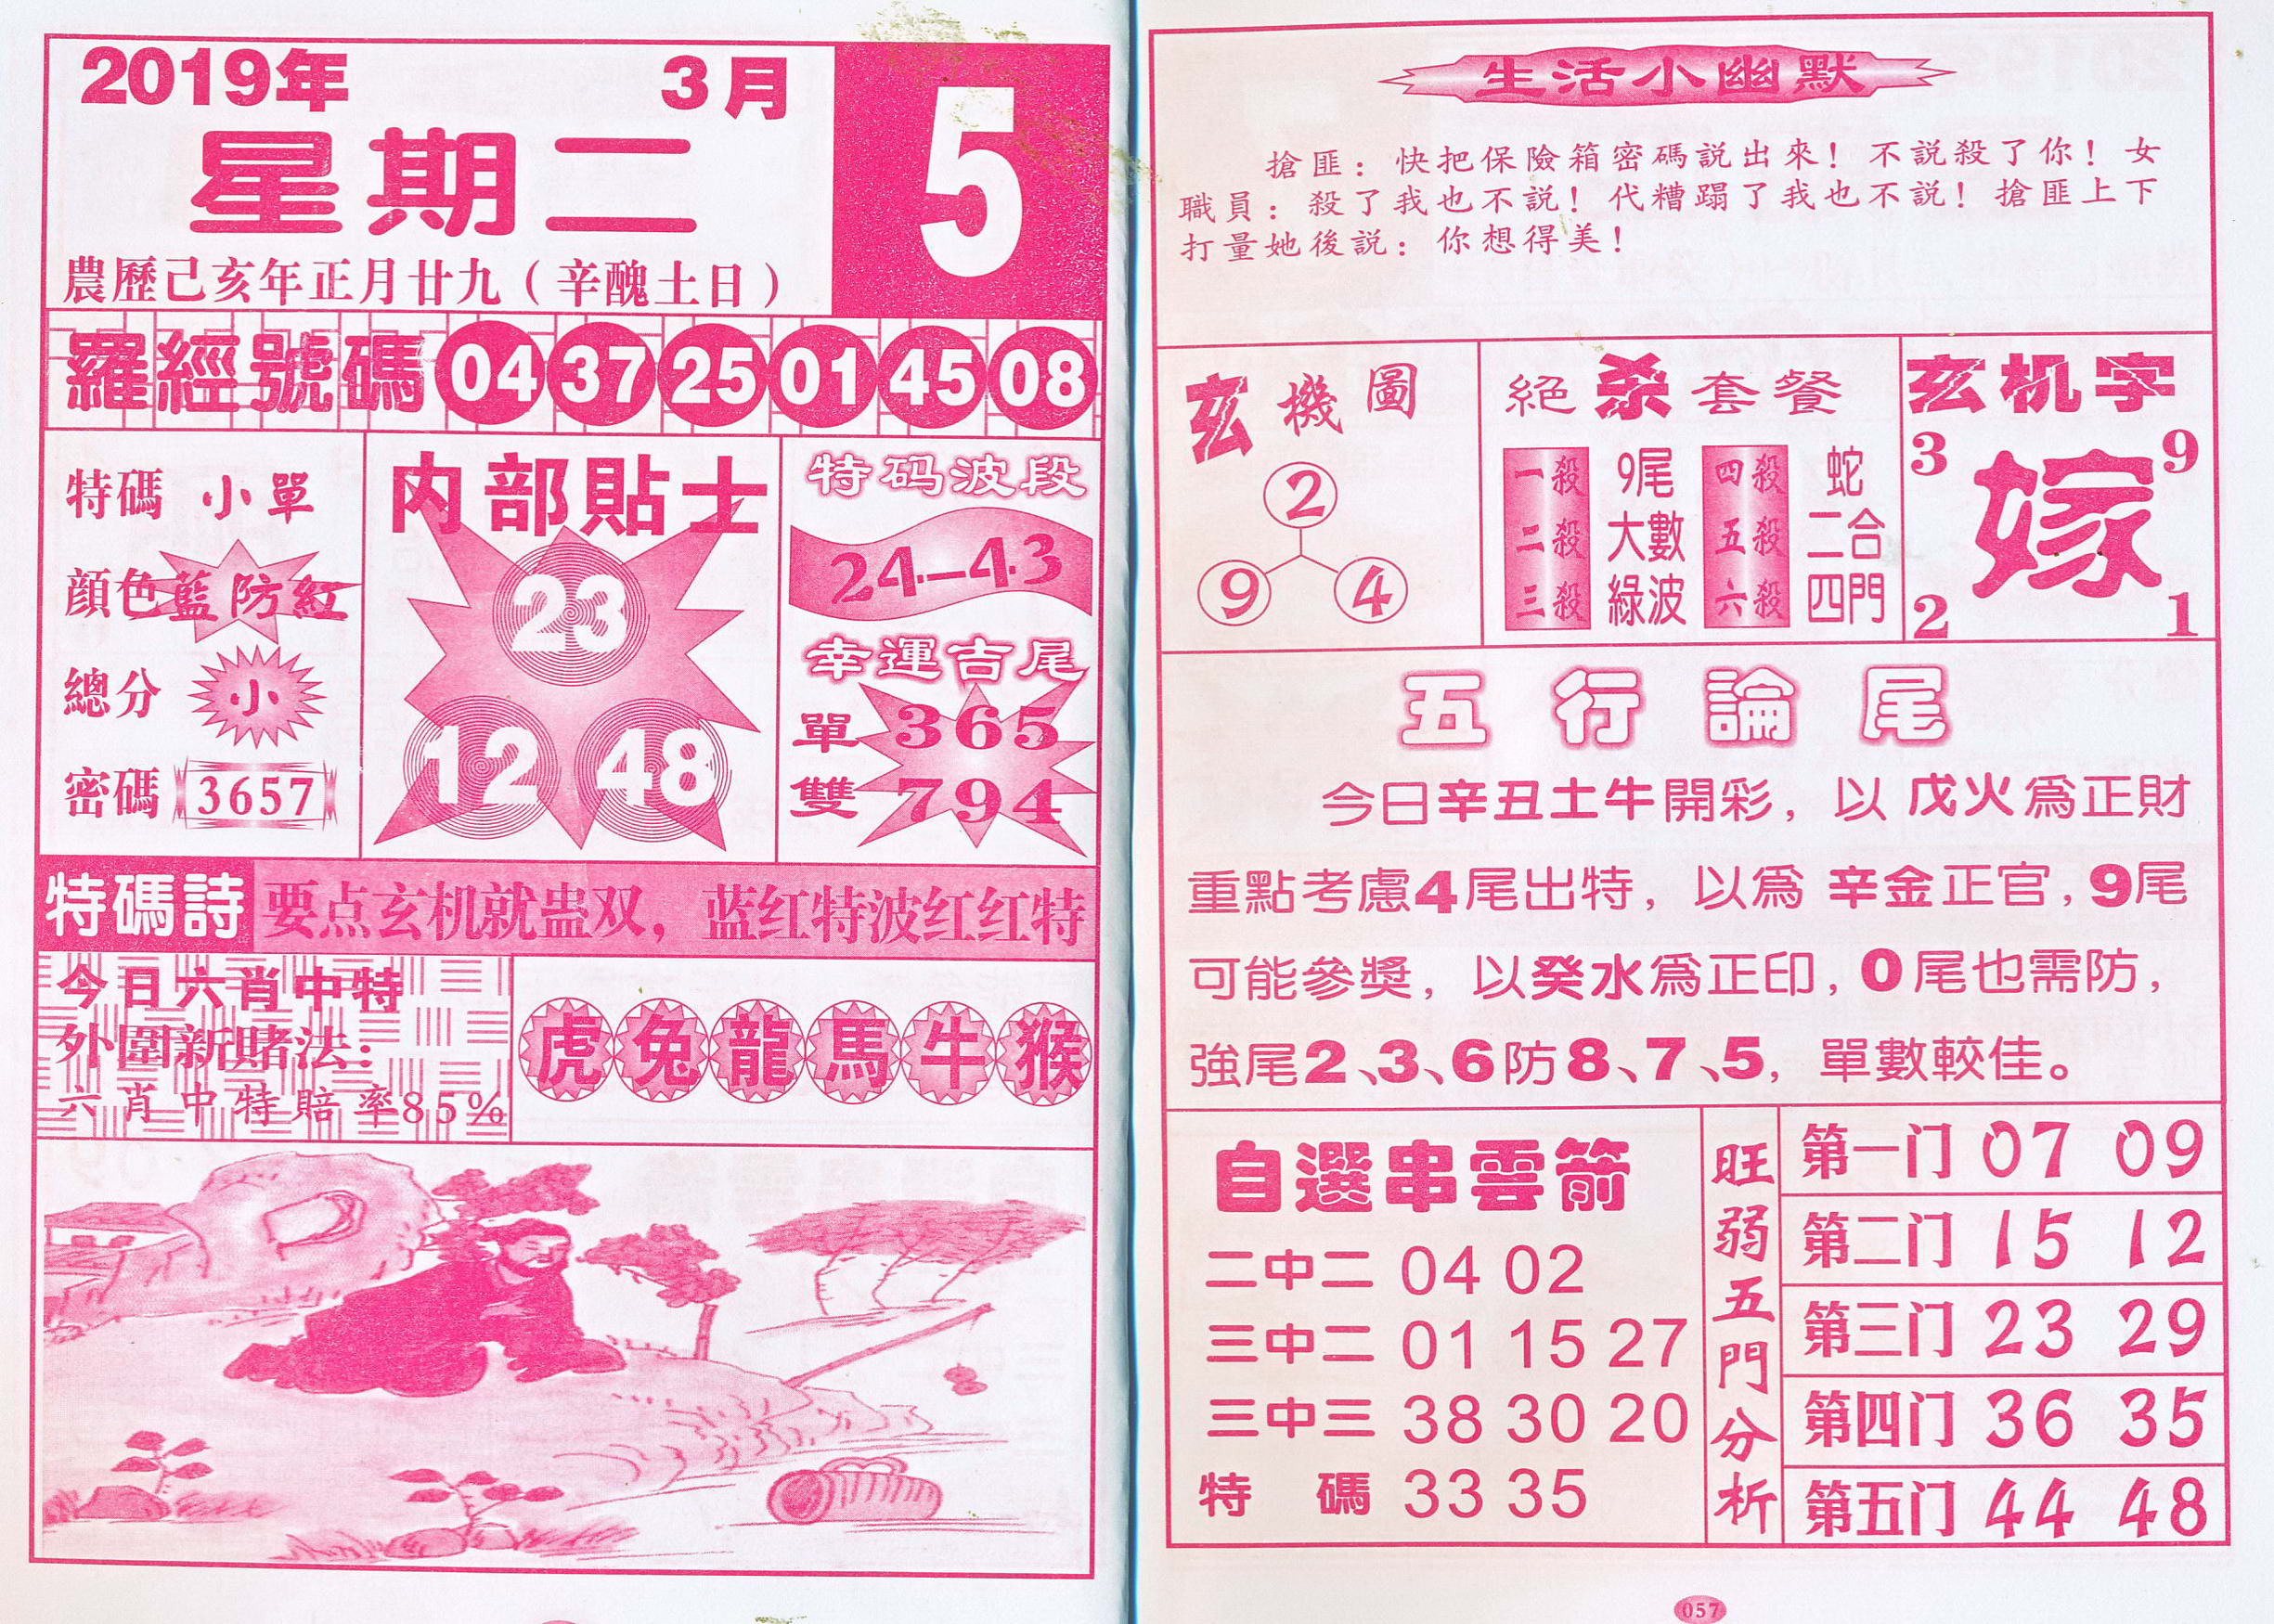 2019年 3月 5
星期二
農歷己亥年正月廿九（辛醜土日）
羅經號碼 04 37 25 01 45 08
特碼 小單
顔色 藍防紅
總分 小
密碼 3657
内部貼士
23
12 48
特码波段
24—43
幸運吉尾
單 365
雙 794
特碼詩 要点玄机就蛊双，蓝红特波红红特
今日六肖中特
外圍新賭法：
六肖中特賠率85%
虎 兔 龍 馬 牛 猴
生活小幽默
搶匪：快把保險箱密碼説出來！不説殺了你！女
職員：殺了我也不説！代糟蹋了我也不説！搶匪上下
打量她後説：你想得美！
玄機圖
2
9 4
絕杀套餐
一殺 9尾 四殺 蛇
二殺 大數 五殺 二合
三殺 綠波 六殺 四門
玄机字
3 9
嫁
2 1
五行論尾
今日辛丑土牛開彩，以戊火爲正財
重點考慮4尾出特，以爲辛金正官，9尾
可能參獎，以癸水爲正印，0尾也需防，
強尾2、3、6防8、7、5，單數較佳。
自選串雲箭
二中二 04 02
三中二 01 15 27
三中三 38 30 20
特碼 33 35
旺弱五門分析
第一门 07 09
第二门 15 12
第三门 23 29
第四门 36 35
第五门 44 48
057